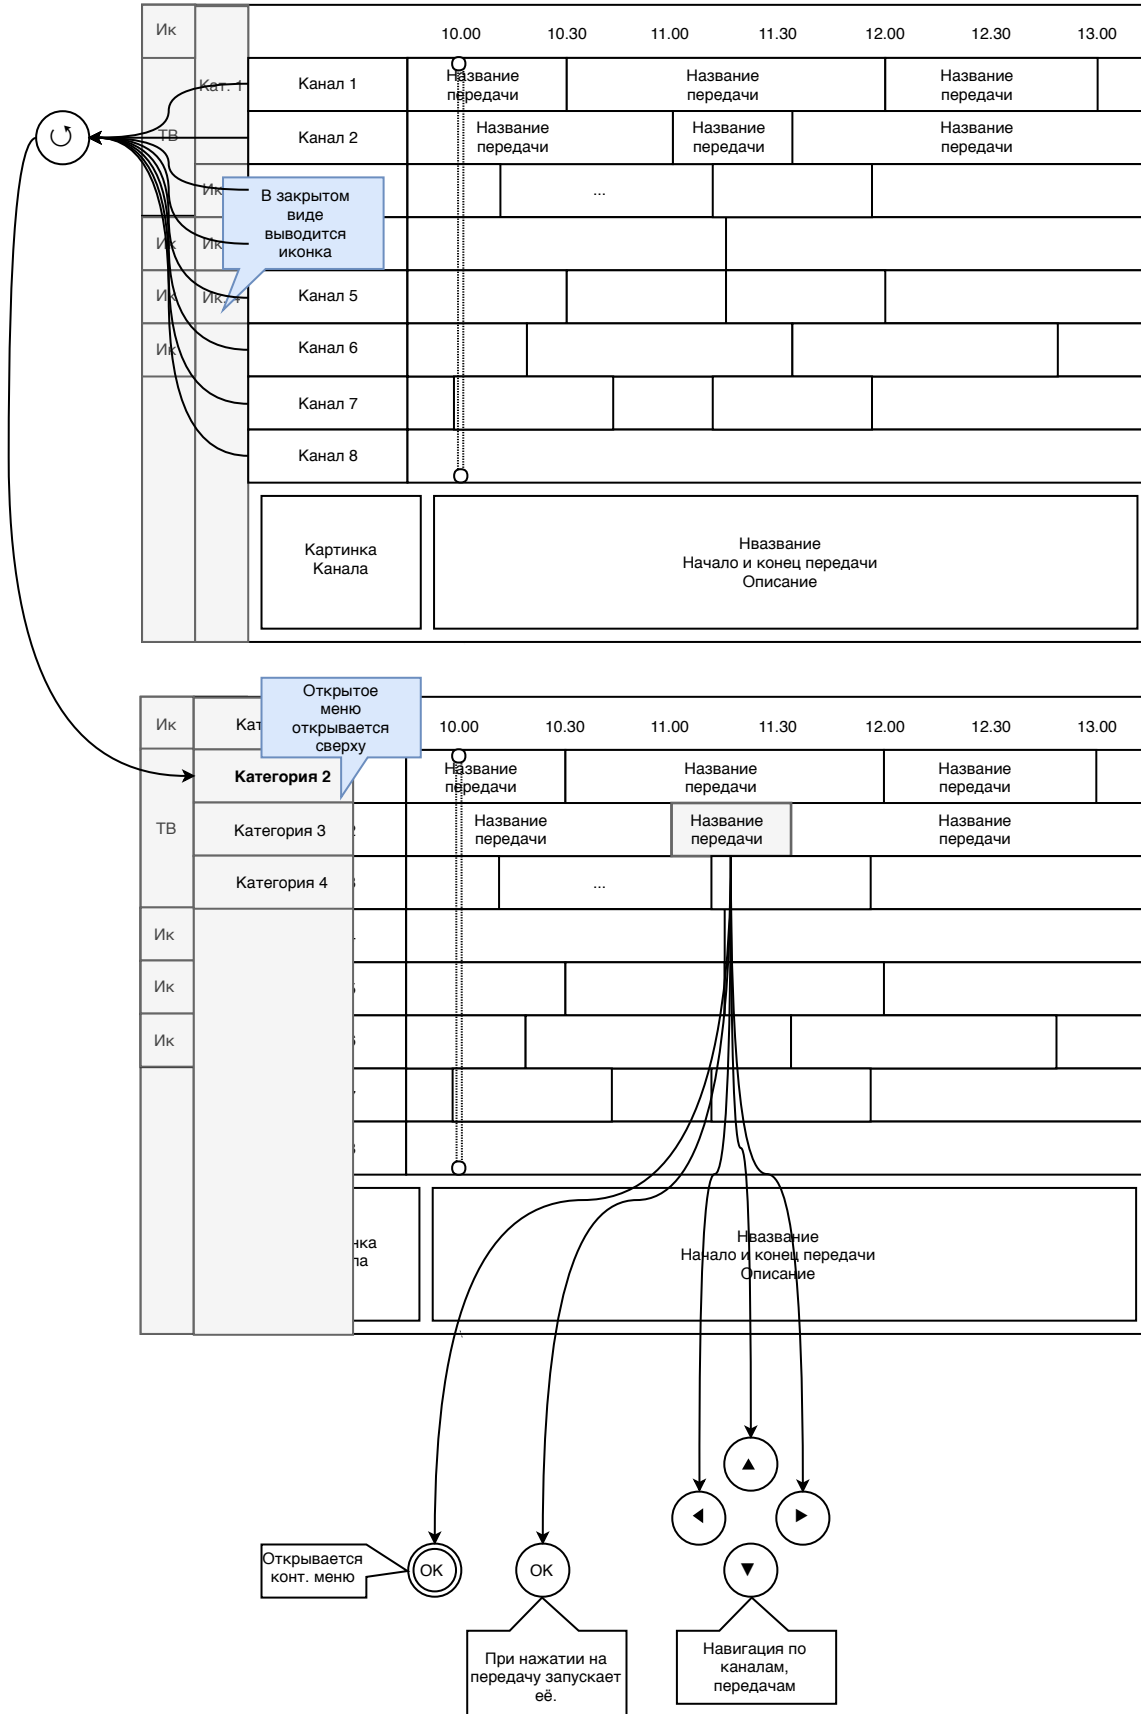 Ик
10.00
10.30
11.00
11.30
12.00
12.30
13.00
Кат. 1
Канал 1
Название
передачи
Название
передачи
Название
передачи
ТВ
Канал 2
Название
передачи
Название
передачи
Название
передачи
Ик
В закрытом
виде
выводится
иконка
...
Ик
Ик
Ик
Ик. 4
Канал 5
Ик
Канал 6
Канал 7
Канал 8
Картинка
Канала
Нвазвание
Начало и конец передачи
Описание
Открытое
меню
открывается
сверху
Ик
Кат
10.00
10.30
11.00
11.30
12.00
12.30
13.00
Категория 2
Название
передачи
Название
передачи
Название
передачи
ТВ
Категория 3
Название
передачи
Название
передачи
Название
передачи
Категория 4
...
Ик
Ик
Ик
нка
ла
Нвазвание
Начало и конец передачи
Описание
Открывается
конт. меню
OK
OK
При нажатии на
передачу запускает
её.
Навигация по
каналам,
передачам